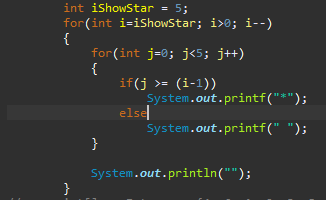 int iShowStar = 5;
for(int i=iShowStar; i>0; i--)
{
for(int j=0; j<5; j++)
{
if(j >= (i-1))
System.out.printf("*");
else
System.out.printf(" ");
}
System.out.println("");
}